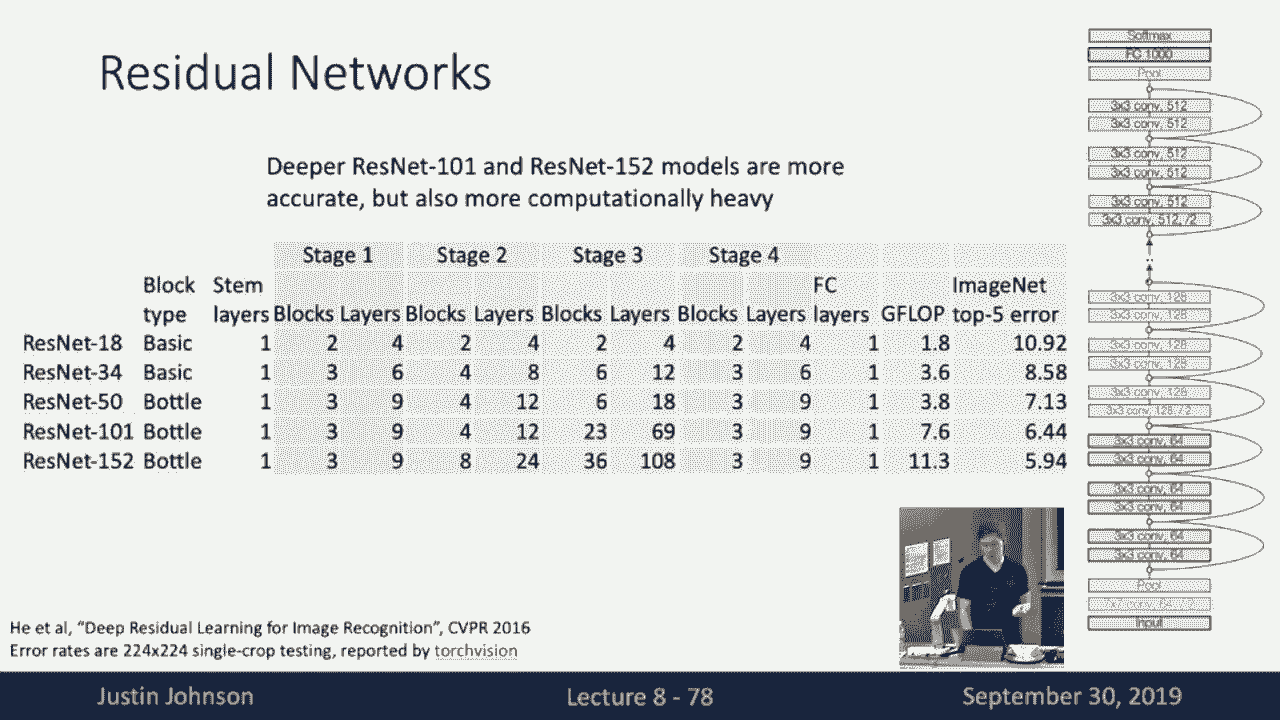 Residual Networks
Deeper ResNet-101 and ResNet-152 models are more
accurate, but also more computationally heavy
Stage 1 Stage 2 Stage 3 Stage 4
Block Stem FC ImageNet
type layers Blocks Layers Blocks Layers Blocks Layers Blocks Layers layers GFLOP top-5 error
ResNet-18 Basic 1 2 4 2 4 2 4 2 4 1 1.8 10.92
ResNet-34 Basic 1 3 6 4 8 6 12 3 6 1 3.6 8.58
ResNet-50 Bottle 1 3 9 4 12 6 18 3 9 1 3.8 7.13
ResNet-101 Bottle 1 3 9 4 12 23 69 3 9 1 7.6 6.44
ResNet-152 Bottle 1 3 9 8 24 36 108 3 9 1 11.3 5.94
He et al, “Deep Residual Learning for Image Recognition”, CVPR 2016
Error rates are 224x224 single-crop testing, reported by torchvision
Softmax
FC 1000
Pool
3x3 conv, 512
3x3 conv, 512
3x3 conv, 512
3x3 conv, 512
3x3 conv, 512
3x3 conv, 512, /2
..
3x3 conv, 128
3x3 conv, 128
3x3 conv, 128
3x3 conv, 128
3x3 conv, 128
3x3 conv, 128, / 2
3x3 conv, 64
3x3 conv, 64
3x3 conv, 64
3x3 conv, 64
3x3 conv, 64
3x3 conv, 64
Pool
7x7 conv, 64, / 2
Input
Justin Johnson
Lecture 8 - 78
September 30, 2019